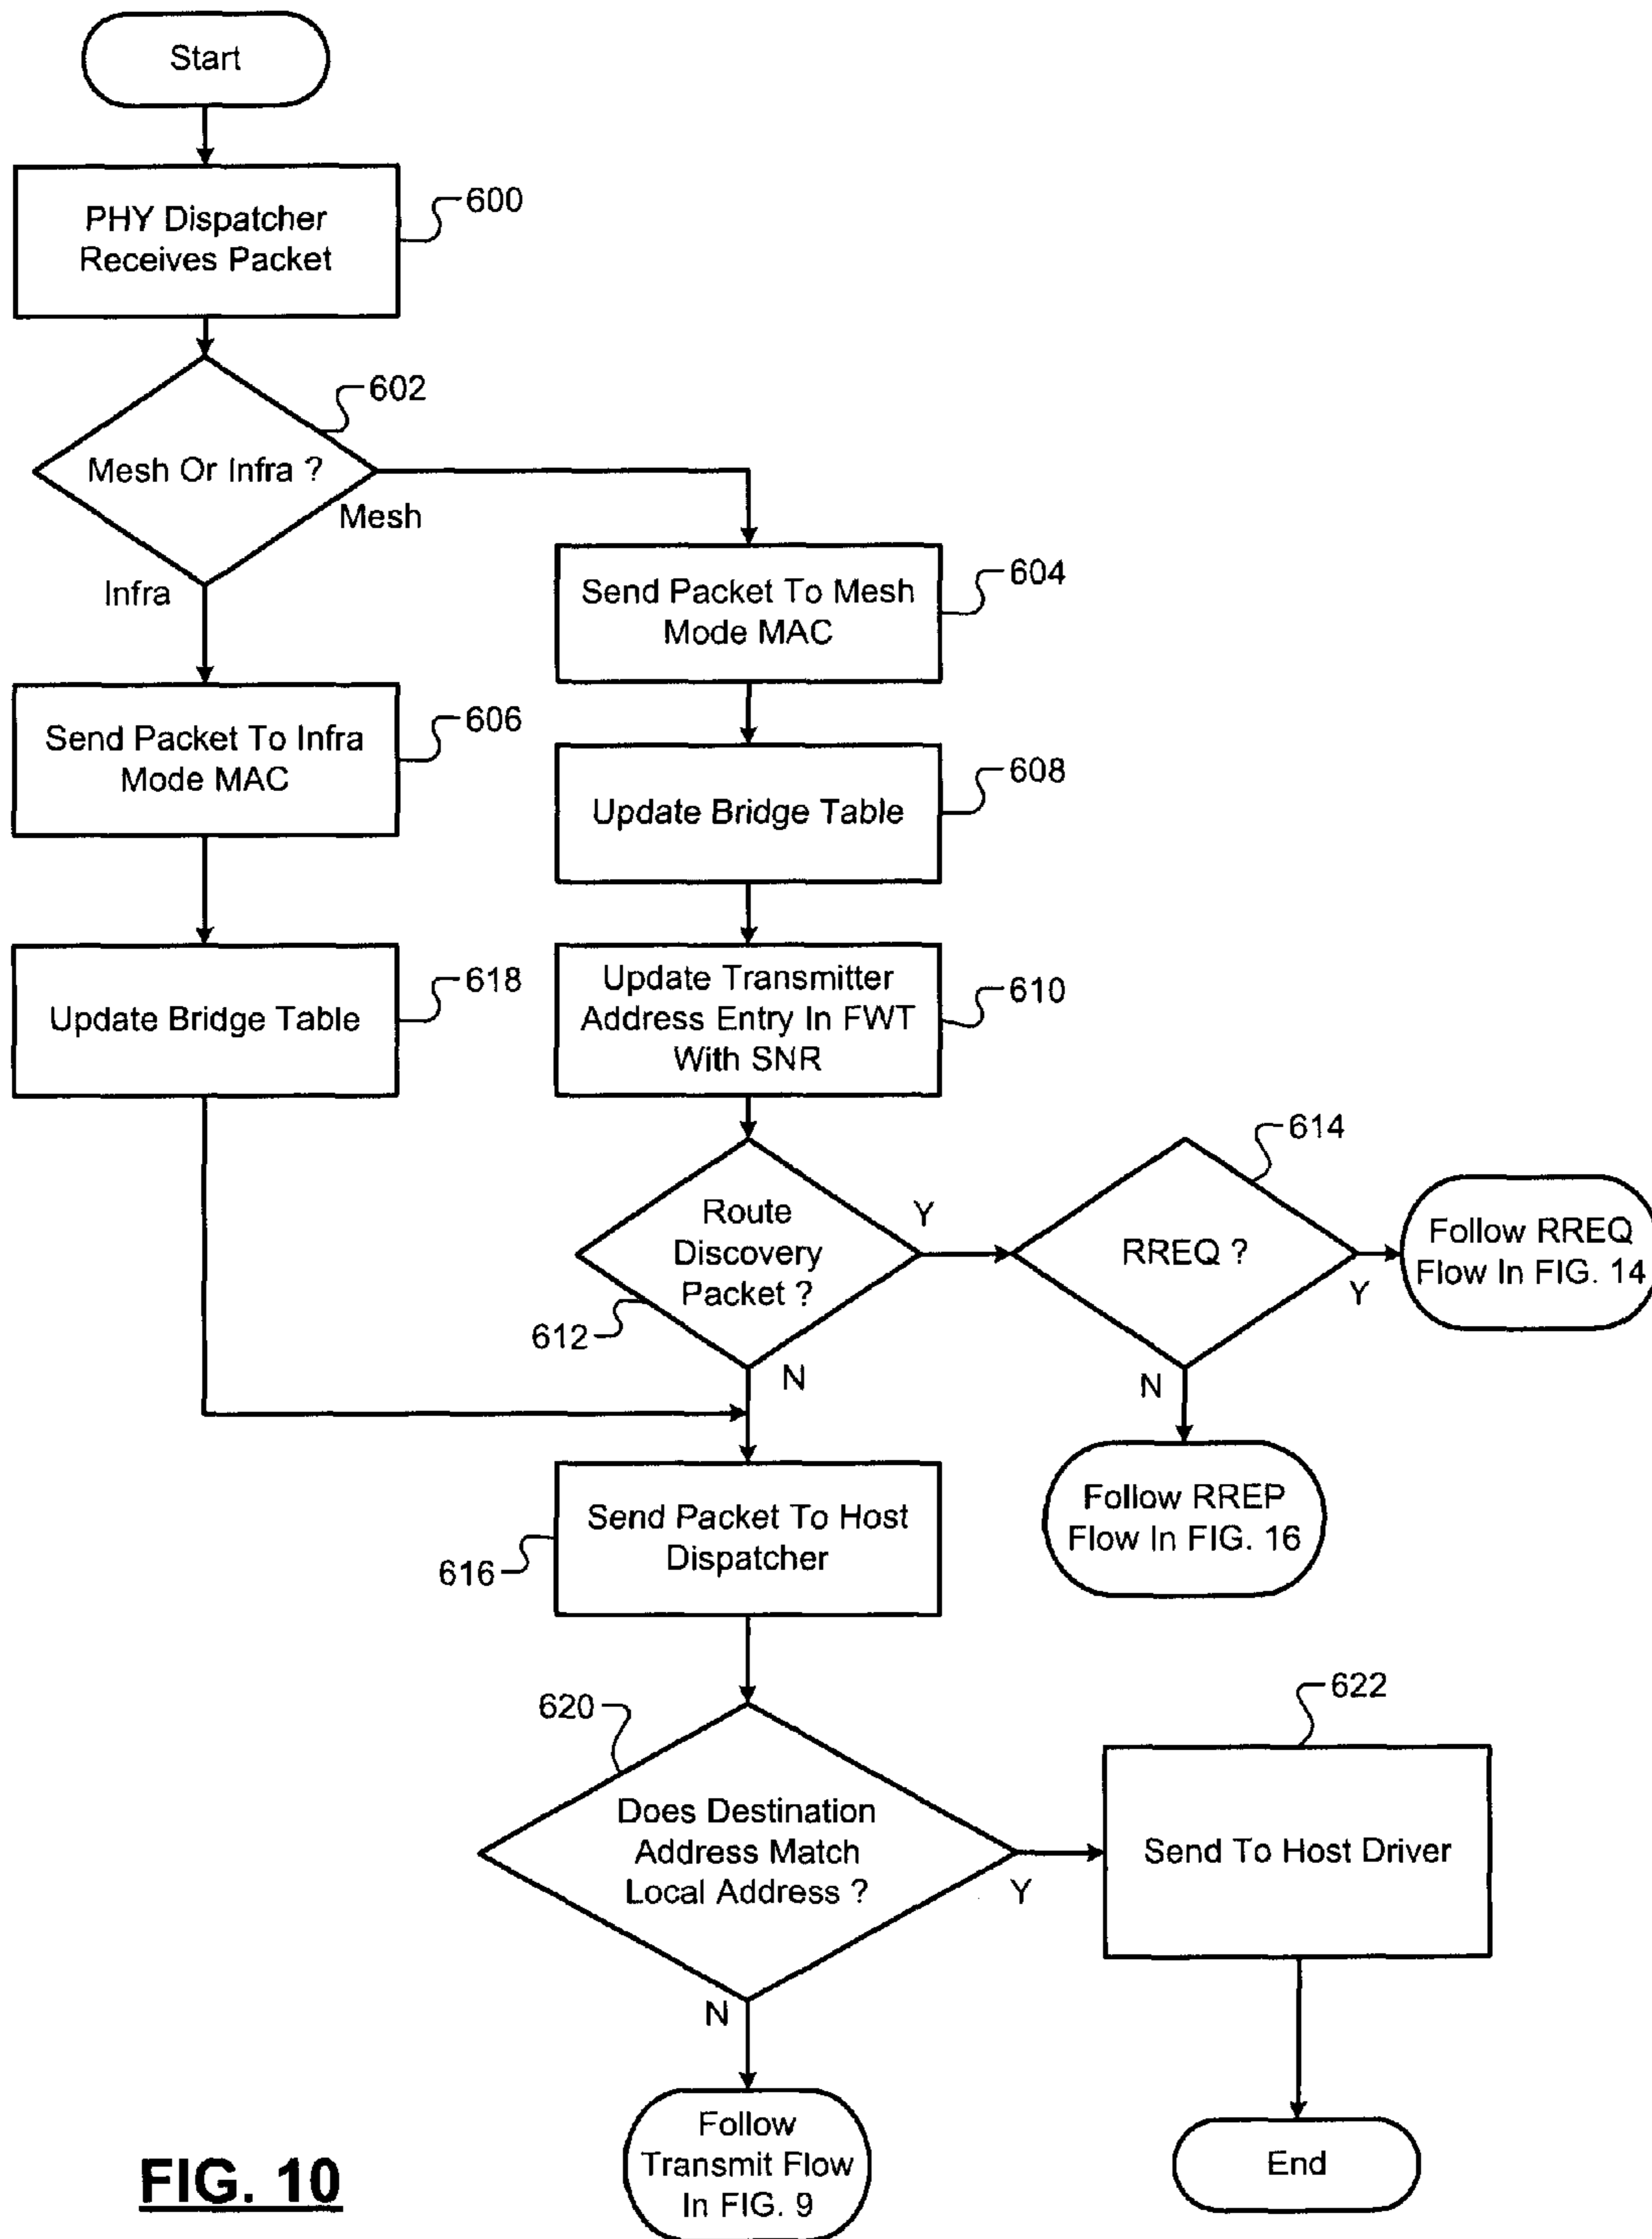 Start
PHY Dispatcher
Receives Packet
600
602
Mesh Or Infra ?
Mesh
Infra
Send Packet To Mesh
Mode MAC
604
Send Packet To Infra
Mode MAC
606
Update Bridge Table
608
Update Bridge Table
618
Update Transmitter
Address Entry In FWT
With SNR
610
614
Route
Discovery
Packet ?
612
Y
N
RREQ ?
Y
N
Follow RREQ
Flow In FIG. 14
Follow RREP
Flow In FIG. 16
Send Packet To Host
Dispatcher
616
620
Does Destination
Address Match
Local Address ?
Y
N
622
Send To Host Driver
Follow
Transmit Flow
In FIG. 9
End
FIG. 10